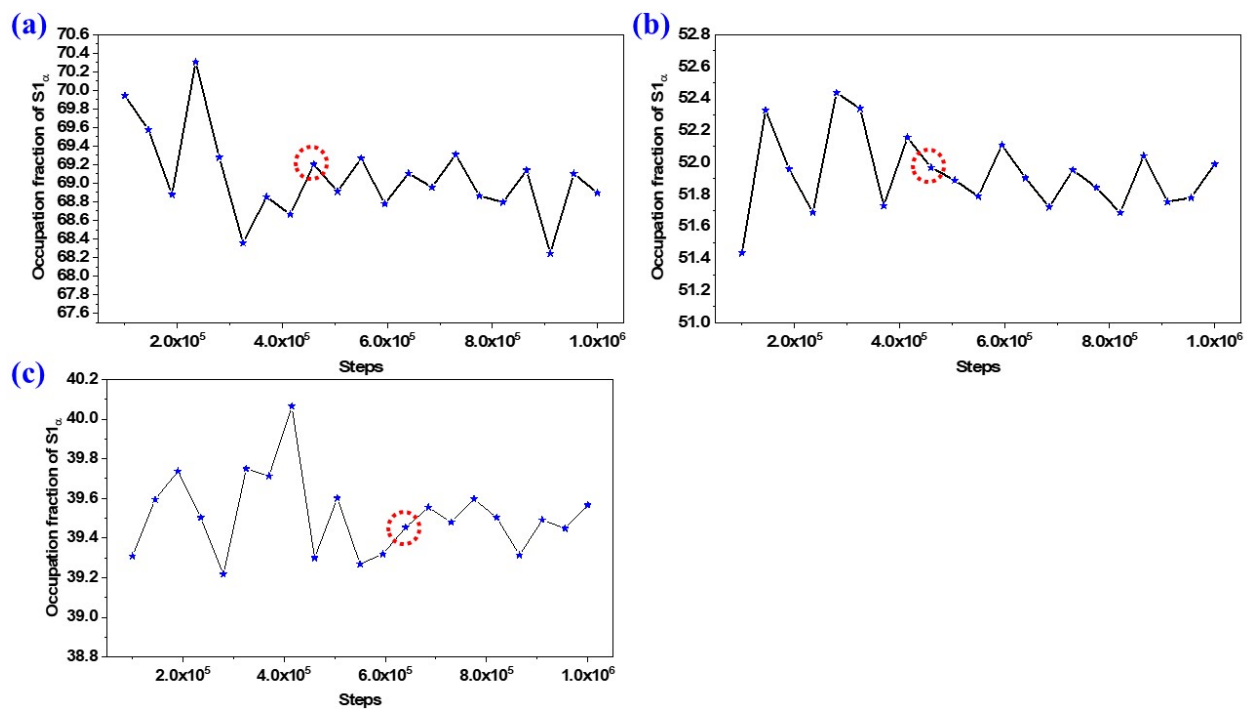 (a)
Occupation fraction of S1α
70.6
70.4
70.2
70.0
69.8
69.6
69.4
69.2
69.0
68.8
68.6
68.4
68.2
68.0
67.8
67.6
2.0x10⁵ 4.0x10⁵ 6.0x10⁵ 8.0x10⁵ 1.0x10⁶
Steps
(b)
Occupation fraction of S1α
52.8
52.6
52.4
52.2
52.0
51.8
51.6
51.4
51.2
51.0
2.0x10⁵ 4.0x10⁵ 6.0x10⁵ 8.0x10⁵ 1.0x10⁶
Steps
(c)
Occupation fraction of S1α
40.2
40.0
39.8
39.6
39.4
39.2
39.0
38.8
2.0x10⁵ 4.0x10⁵ 6.0x10⁵ 8.0x10⁵ 1.0x10⁶
Steps